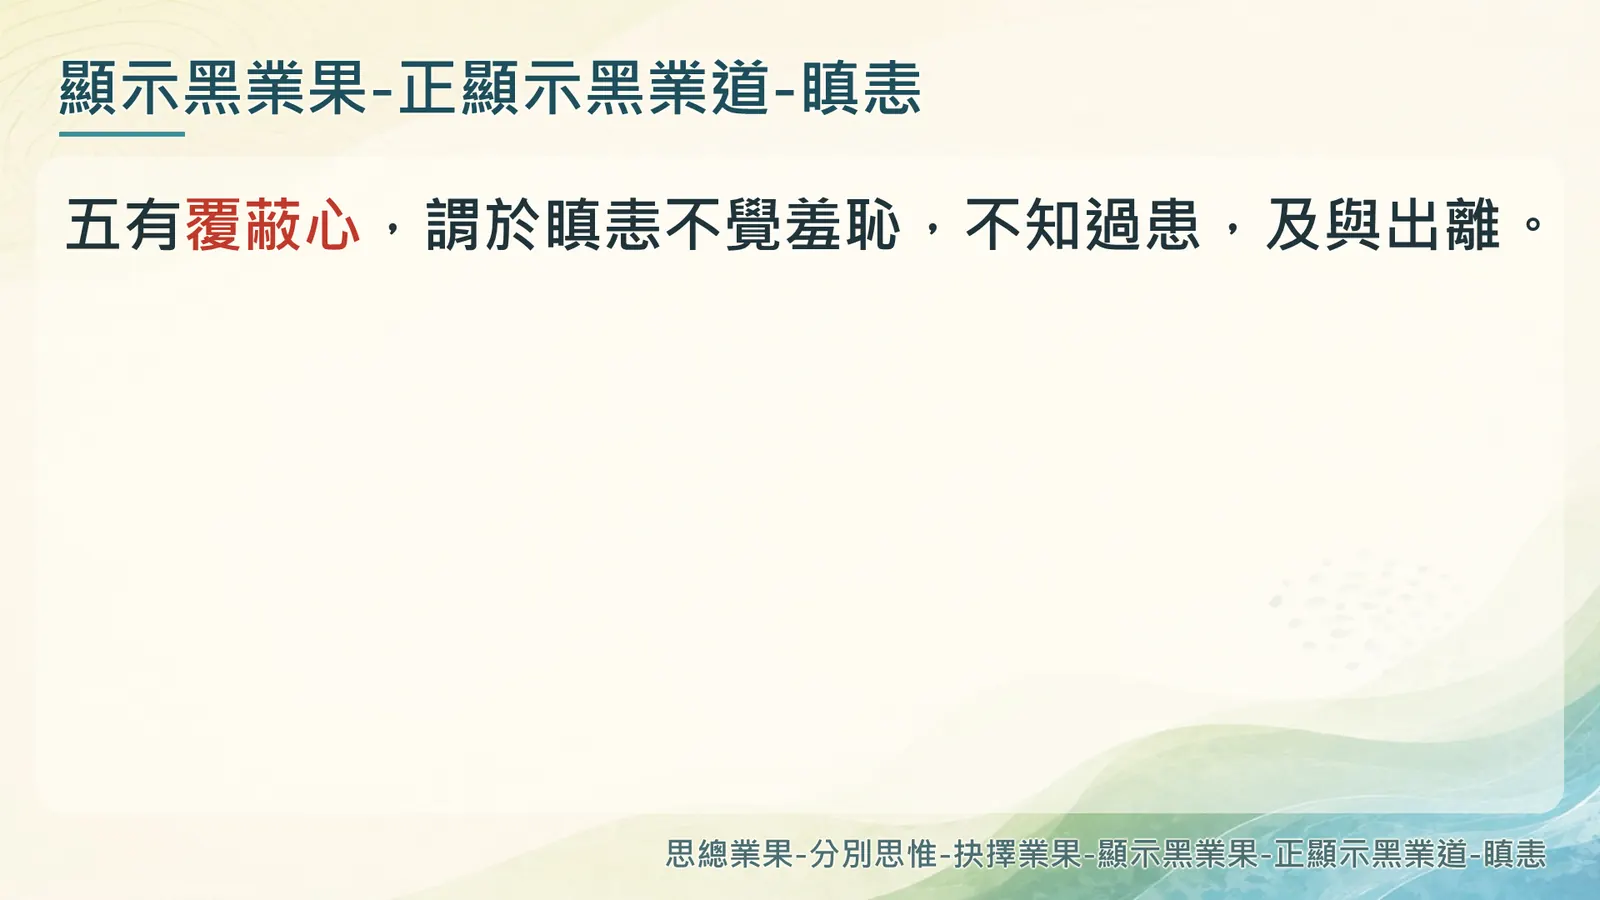 顯示黑業果-正顯示黑業道-瞋恚
五有覆蔽心，謂於瞋恚不覺羞恥，不知過患，及與出離。
思總業果-分別思惟-抉擇業果-顯示黑業果-正顯示黑業道-瞋恚